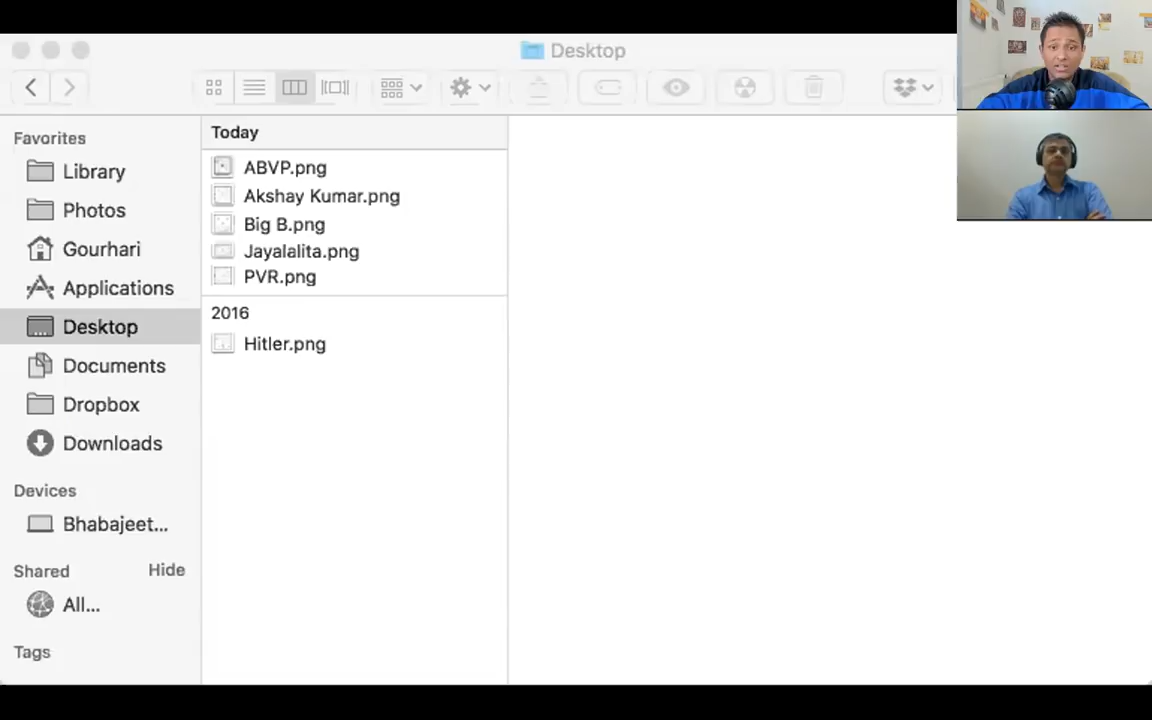 Desktop
Favorites
Library
Photos
Gourhari
Applications
Desktop
Documents
Dropbox
Downloads
Devices
Bhabajeet...
Shared
Hide
All...
Tags
Today
ABVP.png
Akshay Kumar.png
Big B.png
Jayalalita.png
PVR.png
2016
Hitler.png